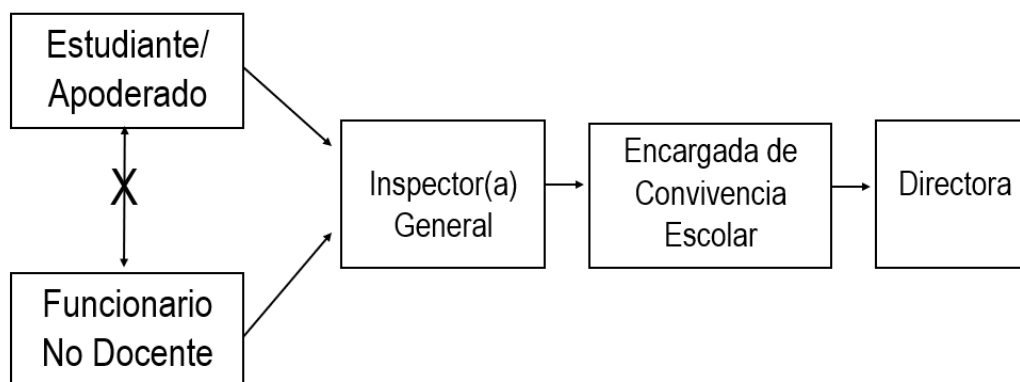 Estudiante/
Apoderado
X
Funcionario
No Docente
Inspector(a)
General
Encargada de
Convivencia
Escolar
Directora